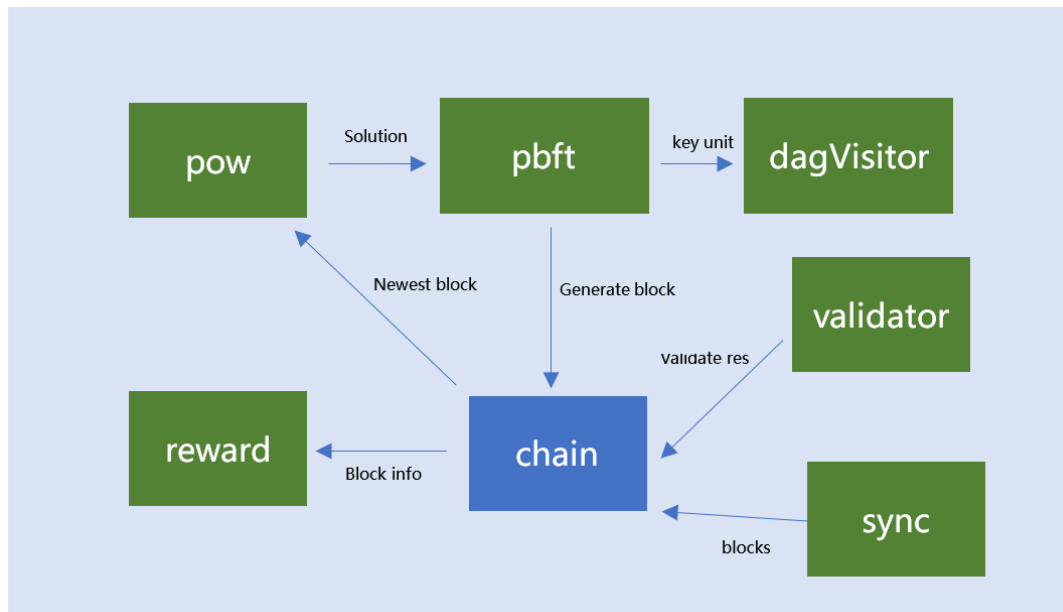 pow
Solution
pbft
key unit
dagVisitor
Newest block
Generate block
validator
Validate res
reward
Block info
chain
blocks
sync